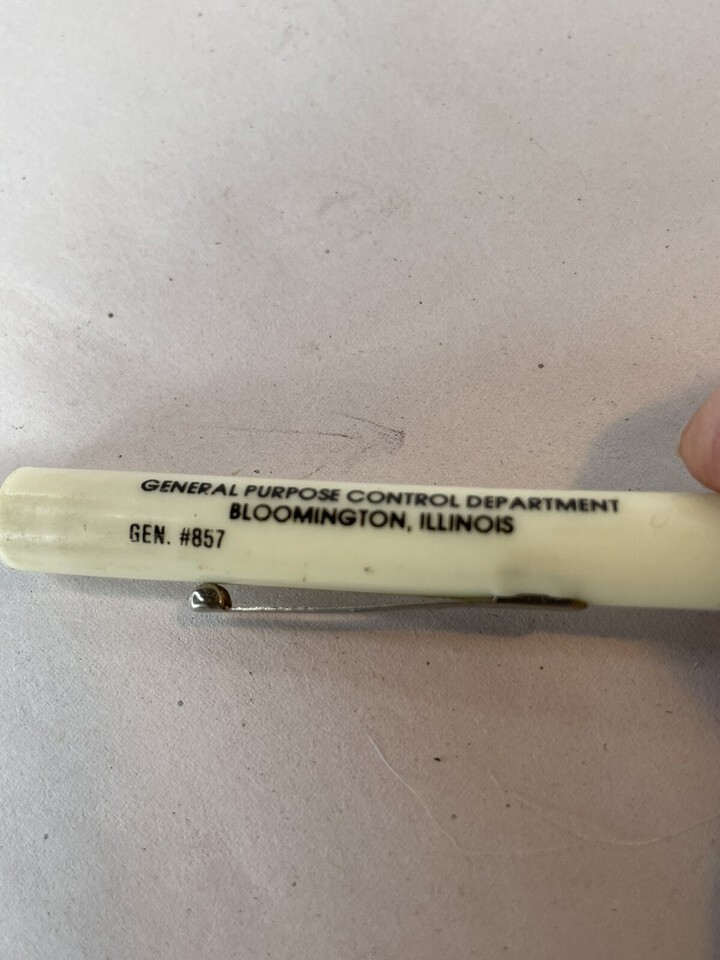 GENERAL PURPOSE CONTROL DEPARTMENT
BLOOMINGTON, ILLINOIS
GEN. #857